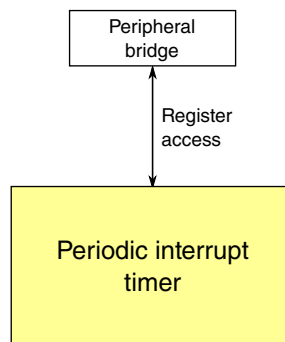 Peripheral
bridge
Register
access
Periodic interrupt
timer